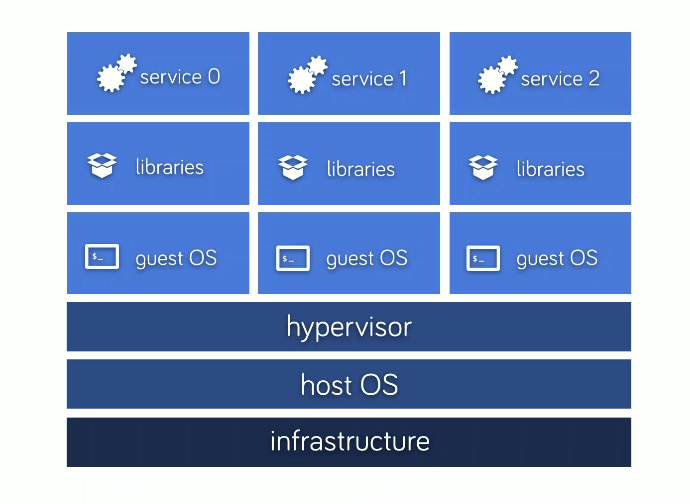 service 0 service 1 service 2
libraries libraries libraries
$_ guest OS $_ guest OS $_ guest OS
hypervisor
host OS
infrastructure